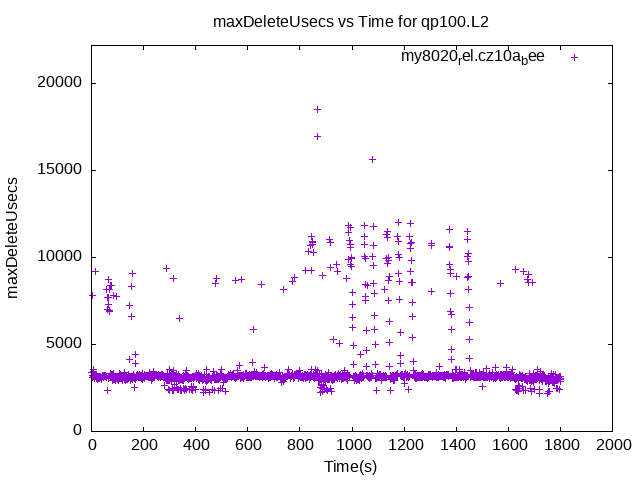 maxDeleteUsecs vs Time for qp100.L2
my8020rel.cz10abee
20000
15000
10000
5000
0
maxDeleteUsecs
0 200 400 600 800 1000 1200 1400 1600 1800 2000
Time(s)